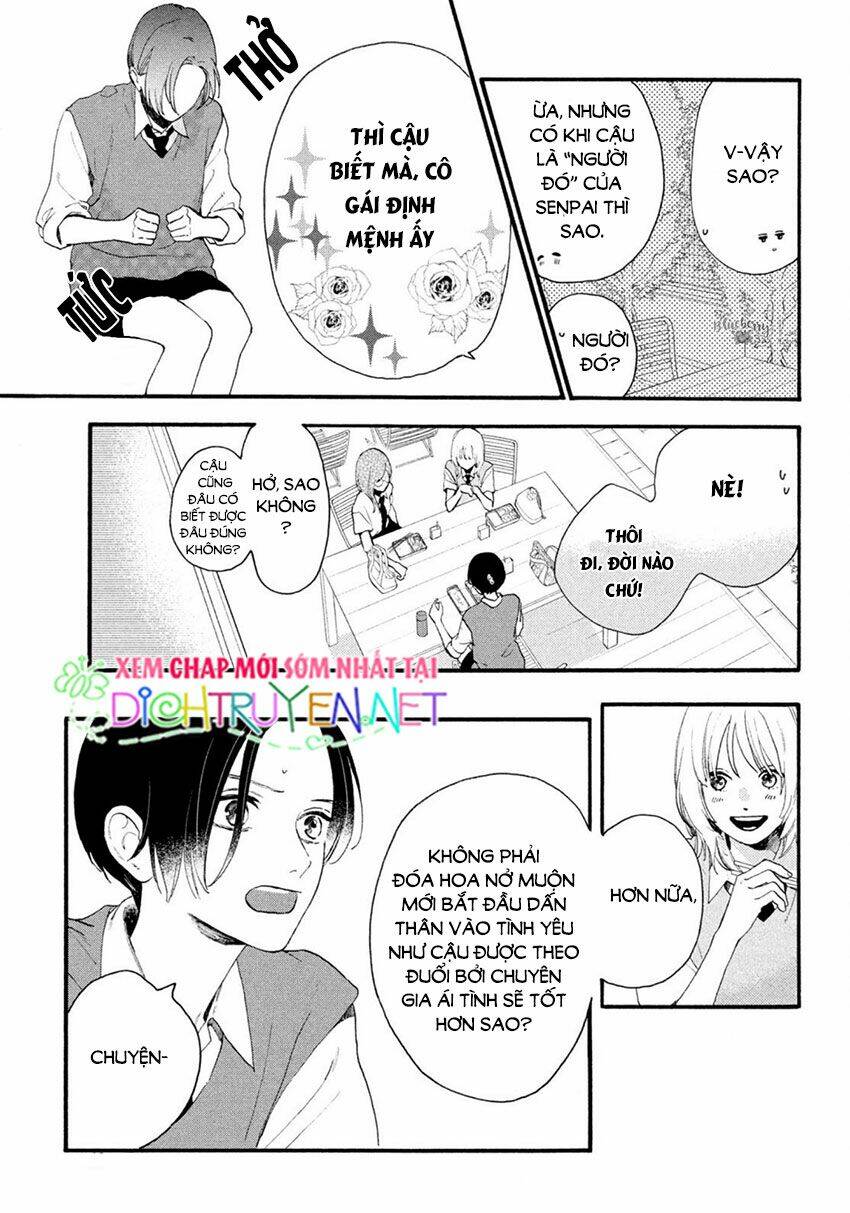 V-VẬY
SAO?
ỪA, NHƯNG
CÓ KHI CẬU
LÀ “NGƯỜI
ĐÓ” CỦA
SENPAI THÌ
SAO.
NGƯỜI
ĐÓ?
Blueberry
THÌ CẬU
BIẾT MÀ, CÔ
GÁI ĐỊNH
MỆNH ẤY
THỞ
TỨC
NÈ!
THÔI
ĐI, ĐỜI NÀO
CHỨ!
HỞ, SAO
KHÔNG
?
CẬU
CŨNG
ĐÂU CÓ
BIẾT ĐƯỢC
ĐÂU ĐÚNG
KHÔNG?
XEM CHAP MỚI SỚM NHẤT TẠI
DICHTRUYEN.NET
HƠN NỮA,
KHÔNG PHẢI
ĐÓA HOA NỞ MUỘN
MỚI BẮT ĐẦU DẤN
THÂN VÀO TÌNH YÊU
NHƯ CẬU ĐƯỢC THEO
ĐUỔI BỞI CHUYÊN
GIA ÁI TÌNH SẼ TỐT
HƠN SAO?
CHUYỆN-